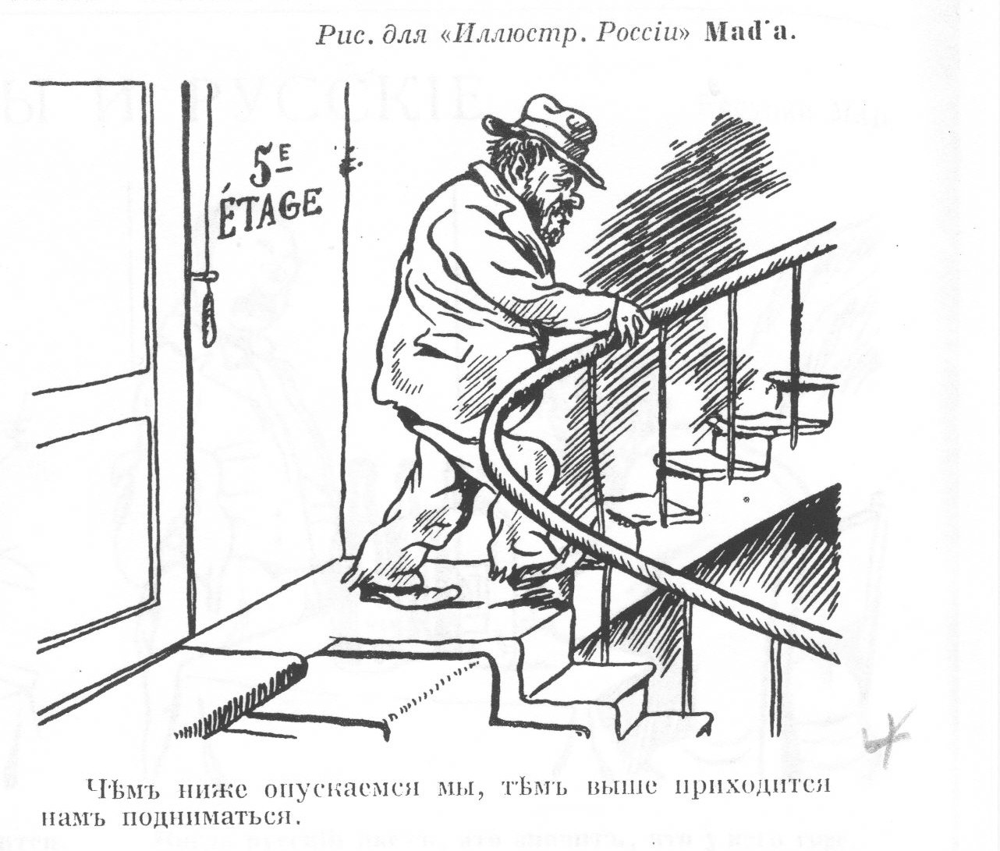 Рис. для «Иллюстр. Россіи» Mad'a.
5E
ÉTAGE
Чѣмъ ниже опускаемся мы, тѣмъ выше приходится
намъ подниматься.